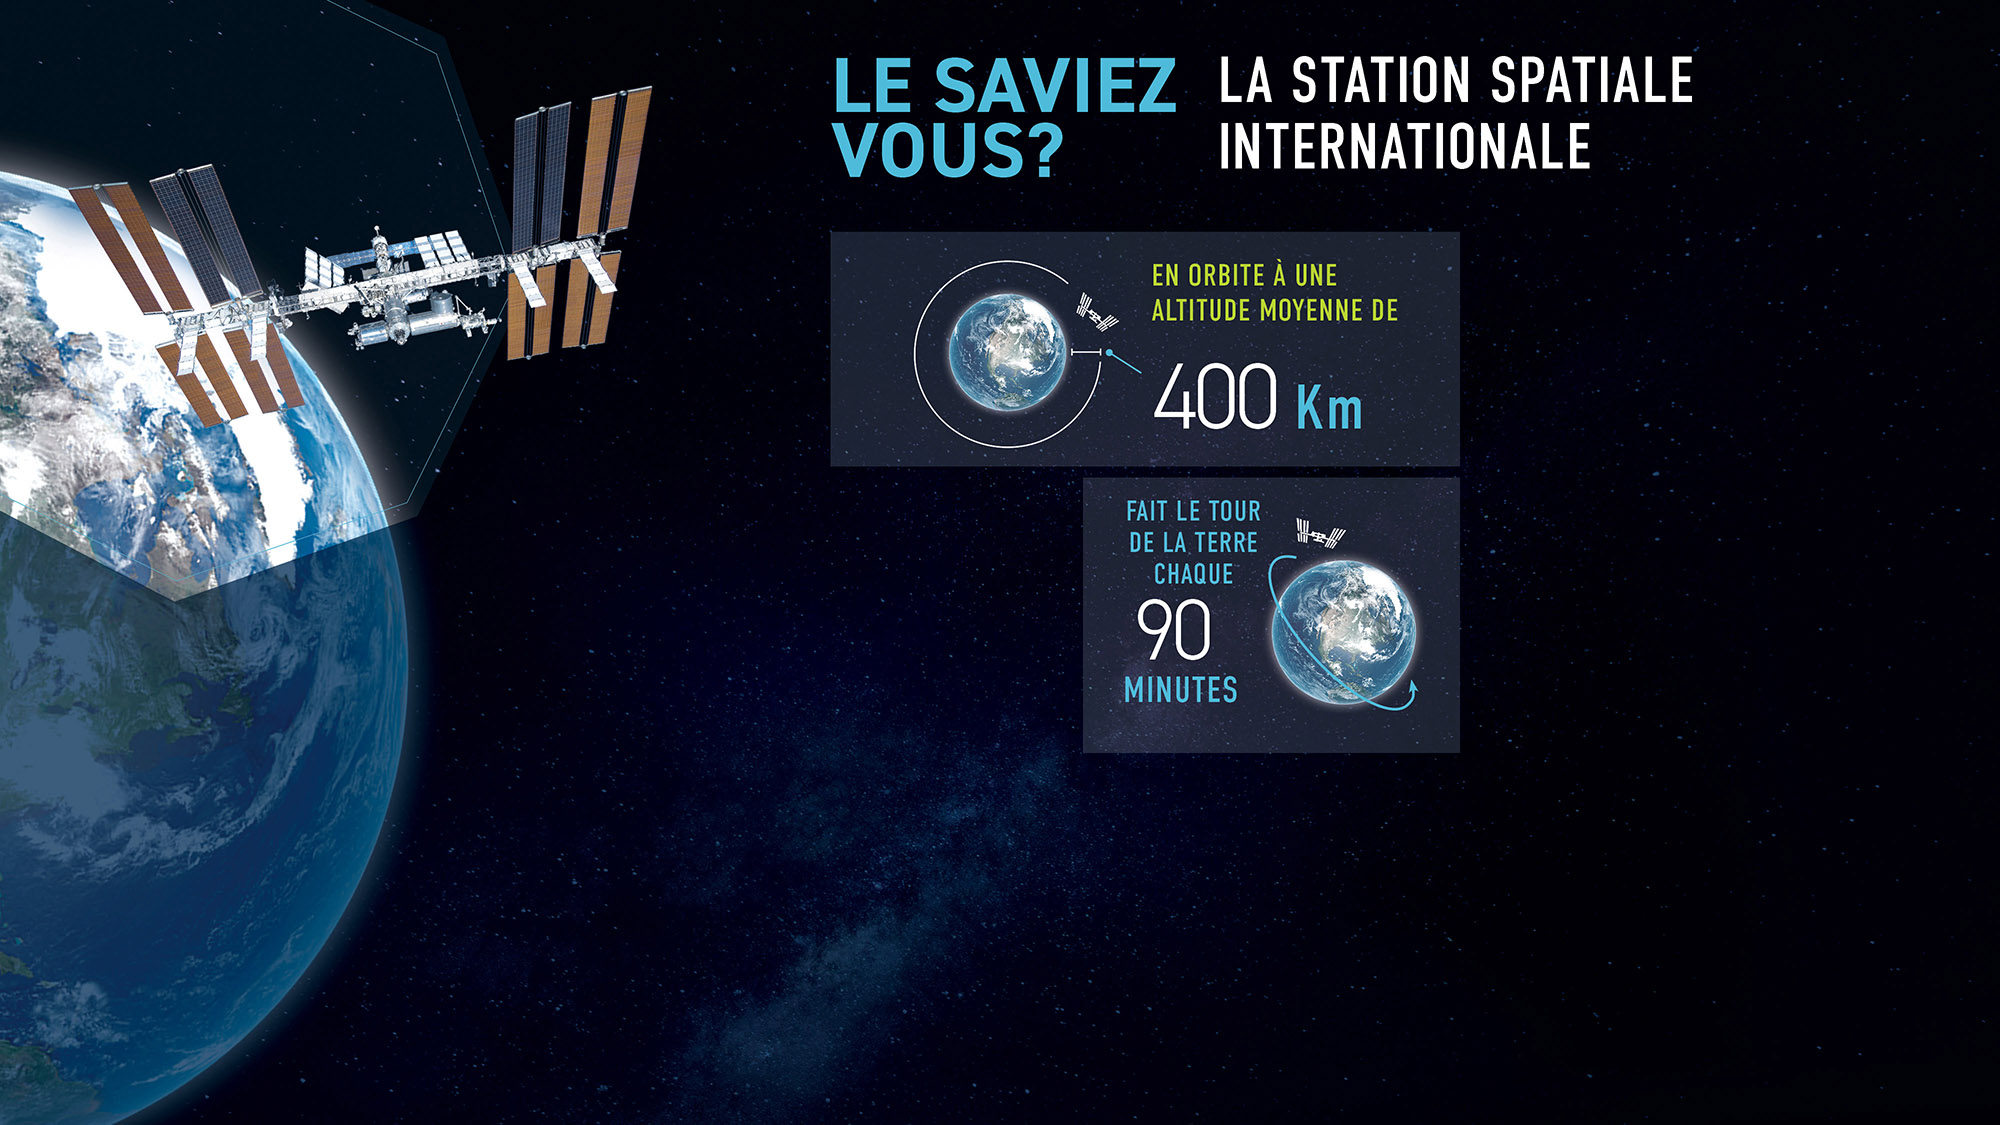 LE SAVIEZ
VOUS?
LA STATION SPATIALE
INTERNATIONALE
EN ORBITE À UNE
ALTITUDE MOYENNE DE
400 Km
FAIT LE TOUR
DE LA TERRE
CHAQUE
90
MINUTES